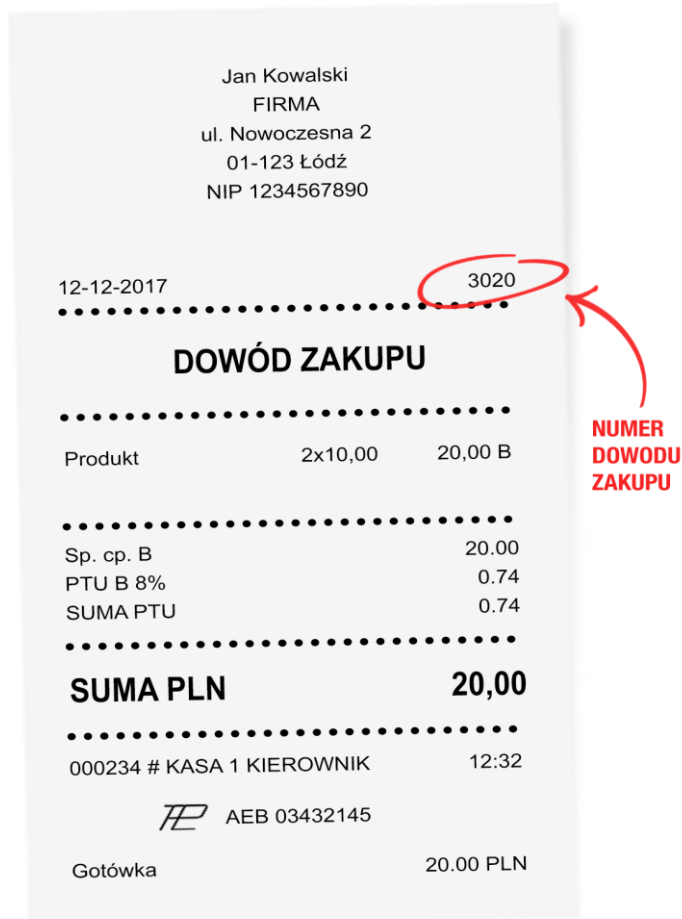 Jan Kowalski
FIRMA
ul. Nowoczesna 2
01-123 Łódź
NIP 1234567890
12-12-2017 3020
DOWÓD ZAKUPU
NUMER
DOWODU
ZAKUPU
Produkt 2x10,00 20,00 B
Sp. cp. B 20.00
PTU B 8% 0.74
SUMA PTU 0.74
SUMA PLN 20,00
000234 # KASA 1 KIEROWNIK 12:32
AEB 03432145
Gotówka 20.00 PLN